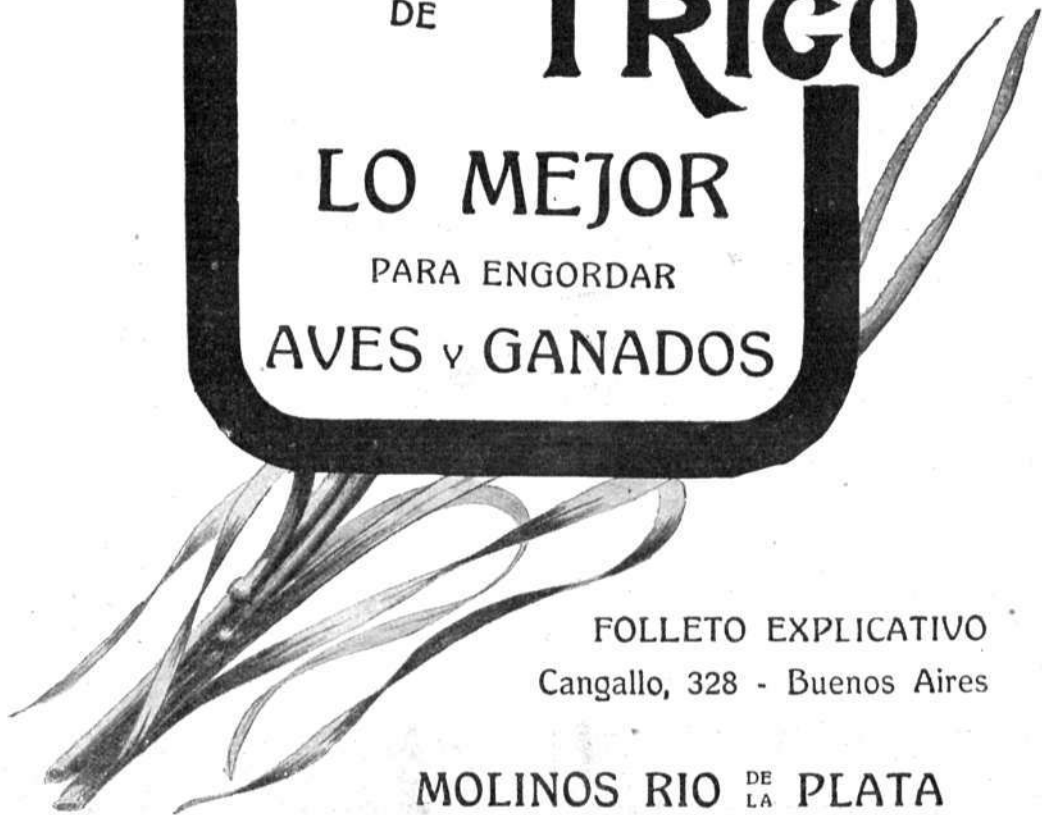 DE TRIGO
LO MEJOR
PARA ENGORDAR
AVES Y GANADOS
FOLLETO EXPLICATIVO
Cangallo, 328 - Buenos Aires
MOLINOS RIO DE LA PLATA